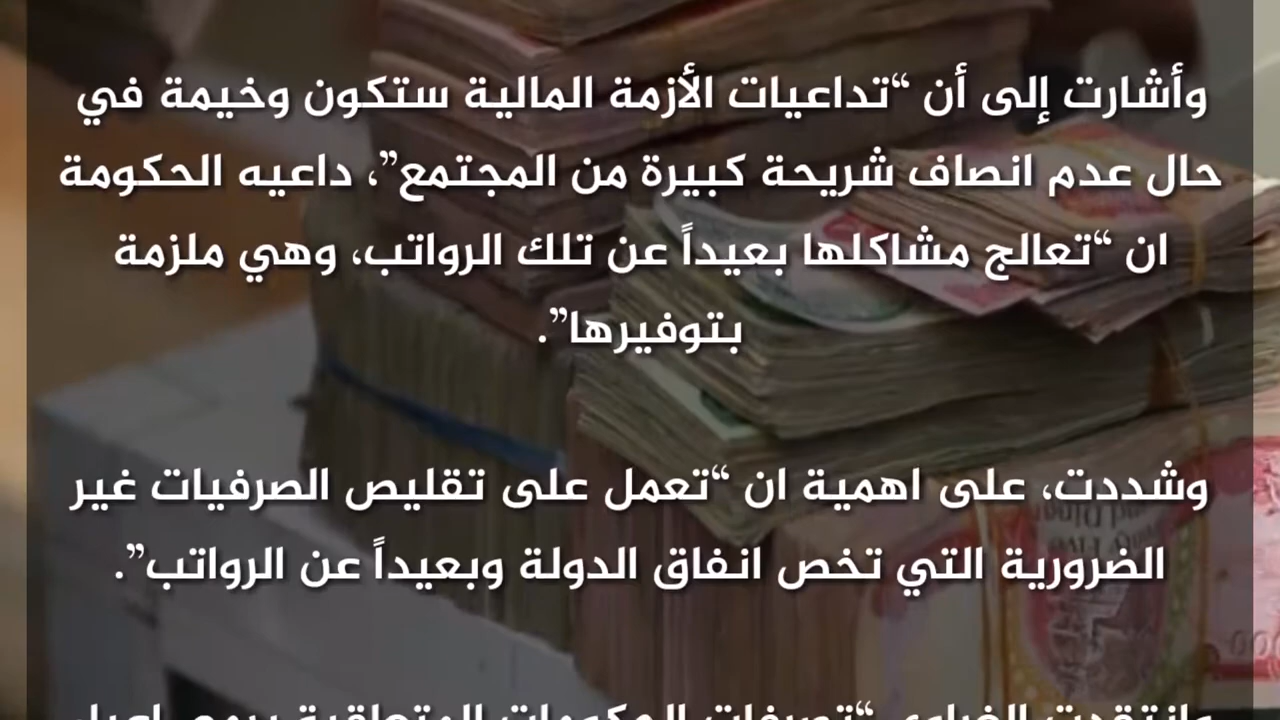 وأشارت إلى أن “تداعيات الأزمة المالية ستكون وخيمة في
حال عدم انصاف شريحة كبيرة من المجتمع”، داعيه الحكومة
ان “تعالج مشاكلها بعيداً عن تلك الرواتب، وهي ملزمة
بتوفيرها”.
وشددت، على اهمية ان “تعمل على تقليص الصرفيات غير
الضرورية التي تخص انفاق الدولة وبعيداً عن الرواتب”.